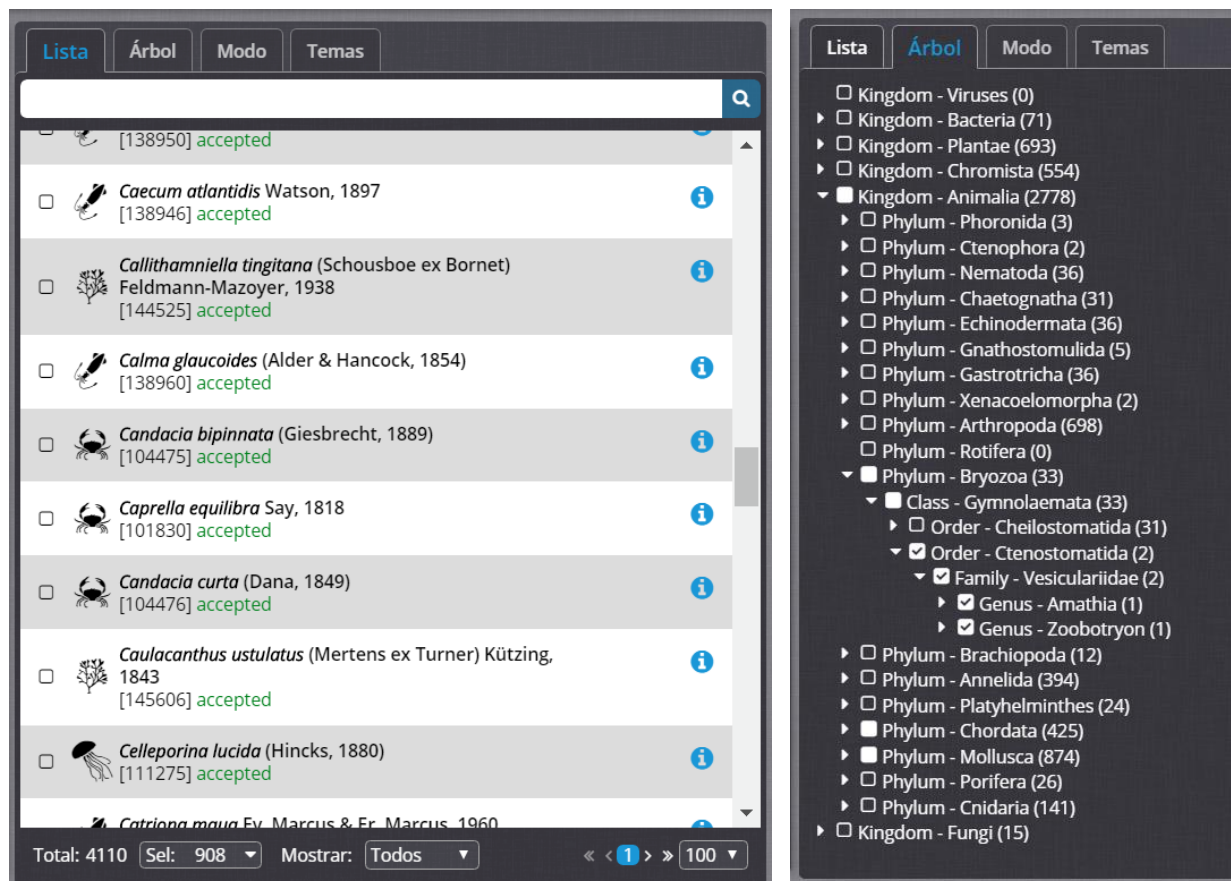 Lista Árbol Modo Temas
[138950] accepted
Caecum atlantidis Watson, 1897
[138946] accepted
Callithamniella tingitana (Schousboe ex Bornet)
Feldmann-Mazoyer, 1938
[144525] accepted
Calma glaucoides (Alder & Hancock, 1854)
[138960] accepted
Candacia bipinnata (Giesbrecht, 1889)
[104475] accepted
Caprella equilibra Say, 1818
[101830] accepted
Candacia curta (Dana, 1849)
[104476] accepted
Caulacanthus ustulatus (Mertens ex Turner) Kützing,
1843
[145606] accepted
Celleporina lucida (Hincks, 1880)
[111275] accepted
Catriona maua Ev. Marcus & Er. Marcus, 1960
Total: 4110 Sel: 908 Mostrar: Todos « < 1 > » 100
Lista Árbol Modo Temas
Kingdom - Viruses (0)
Kingdom - Bacteria (71)
Kingdom - Plantae (693)
Kingdom - Chromista (554)
Kingdom - Animalia (2778)
Phylum - Phoronida (3)
Phylum - Ctenophora (2)
Phylum - Nematoda (36)
Phylum - Chaetognatha (31)
Phylum - Echinodermata (36)
Phylum - Gnathostomulida (5)
Phylum - Gastrotricha (36)
Phylum - Xenacoelomorpha (2)
Phylum - Arthropoda (698)
Phylum - Rotifera (0)
Phylum - Bryozoa (33)
Class - Gymnolaemata (33)
Order - Cheilostomatida (31)
Order - Ctenostomatida (2)
Family - Vesiculariidae (2)
Genus - Amathia (1)
Genus - Zoobotryon (1)
Phylum - Brachiopoda (12)
Phylum - Annelida (394)
Phylum - Platyhelminthes (24)
Phylum - Chordata (425)
Phylum - Mollusca (874)
Phylum - Porifera (26)
Phylum - Cnidaria (141)
Kingdom - Fungi (15)